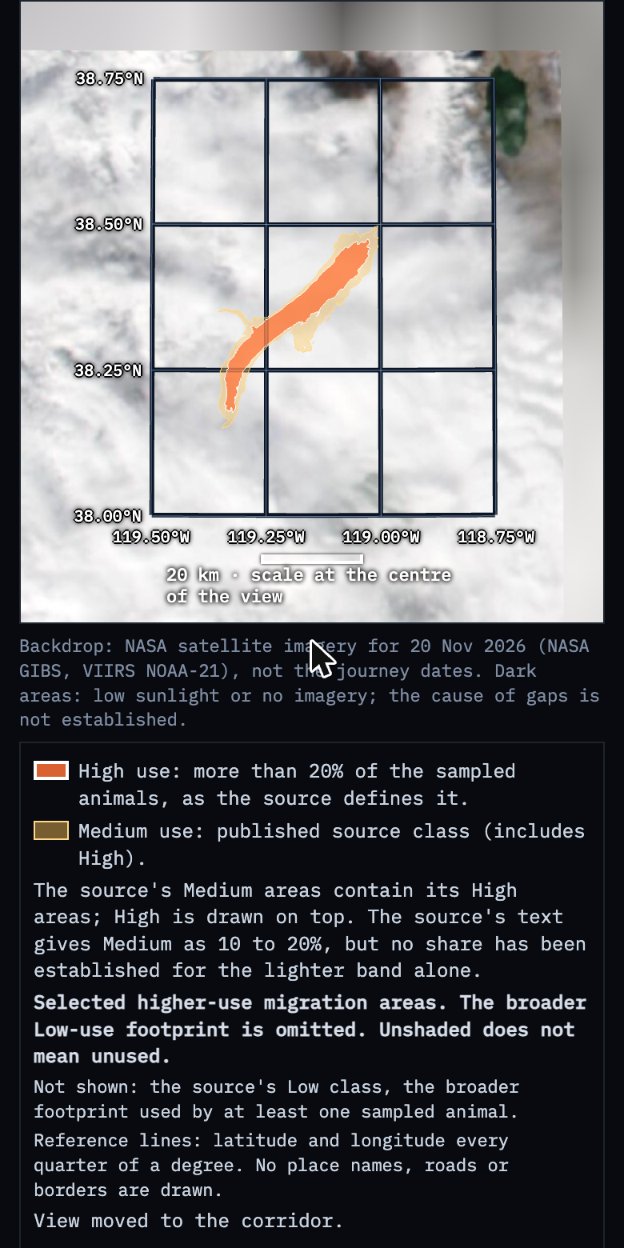 38.75°N
38.50°N
38.25°N
38.00°N
119.50°W 119.25°W 119.00°W 118.75°W
20 km · scale at the centre
of the view
Backdrop: NASA satellite imagery for 20 Nov 2026 (NASA
GIBS, VIIRS NOAA-21), not the journey dates. Dark
areas: low sunlight or no imagery; the cause of gaps is
not established.
High use: more than 20% of the sampled
animals, as the source defines it.
Medium use: published source class (includes
High).
The source's Medium areas contain its High
areas; High is drawn on top. The source's text
gives Medium as 10 to 20%, but no share has been
established for the lighter band alone.
Selected higher-use migration areas. The broader
Low-use footprint is omitted. Unshaded does not
mean unused.
Not shown: the source's Low class, the broader
footprint used by at least one sampled animal.
Reference lines: latitude and longitude every
quarter of a degree. No place names, roads or
borders are drawn.
View moved to the corridor.